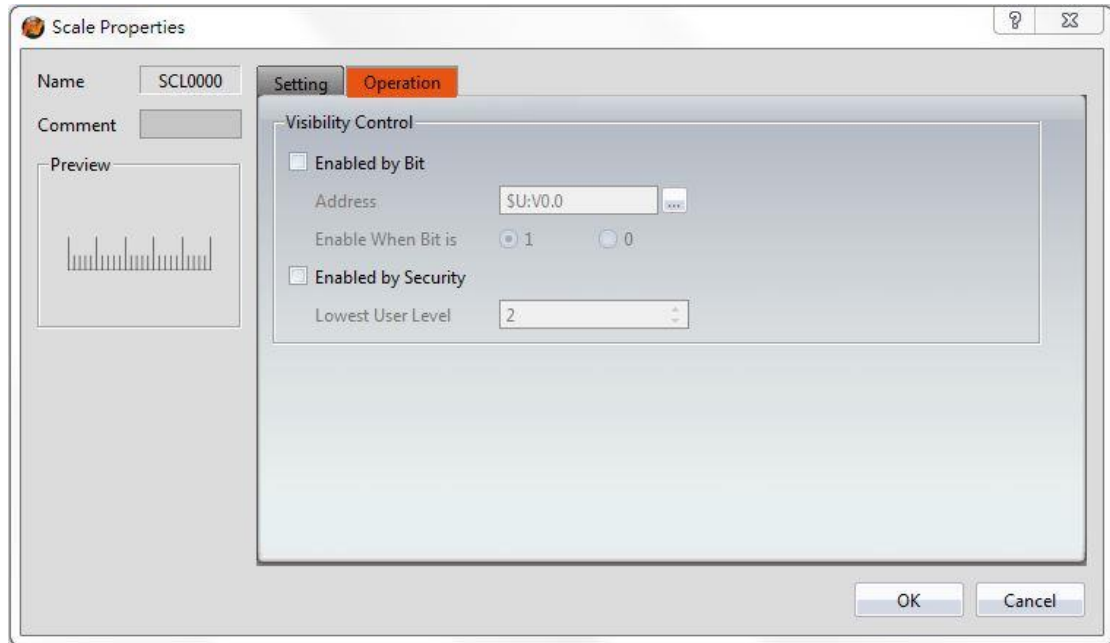 Scale Properties
Name SCL0000
Comment
Preview
Setting Operation
Visibility Control
Enabled by Bit
Address $U:V0.0 ...
Enable When Bit is 1 0
Enabled by Security
Lowest User Level 2
OK Cancel